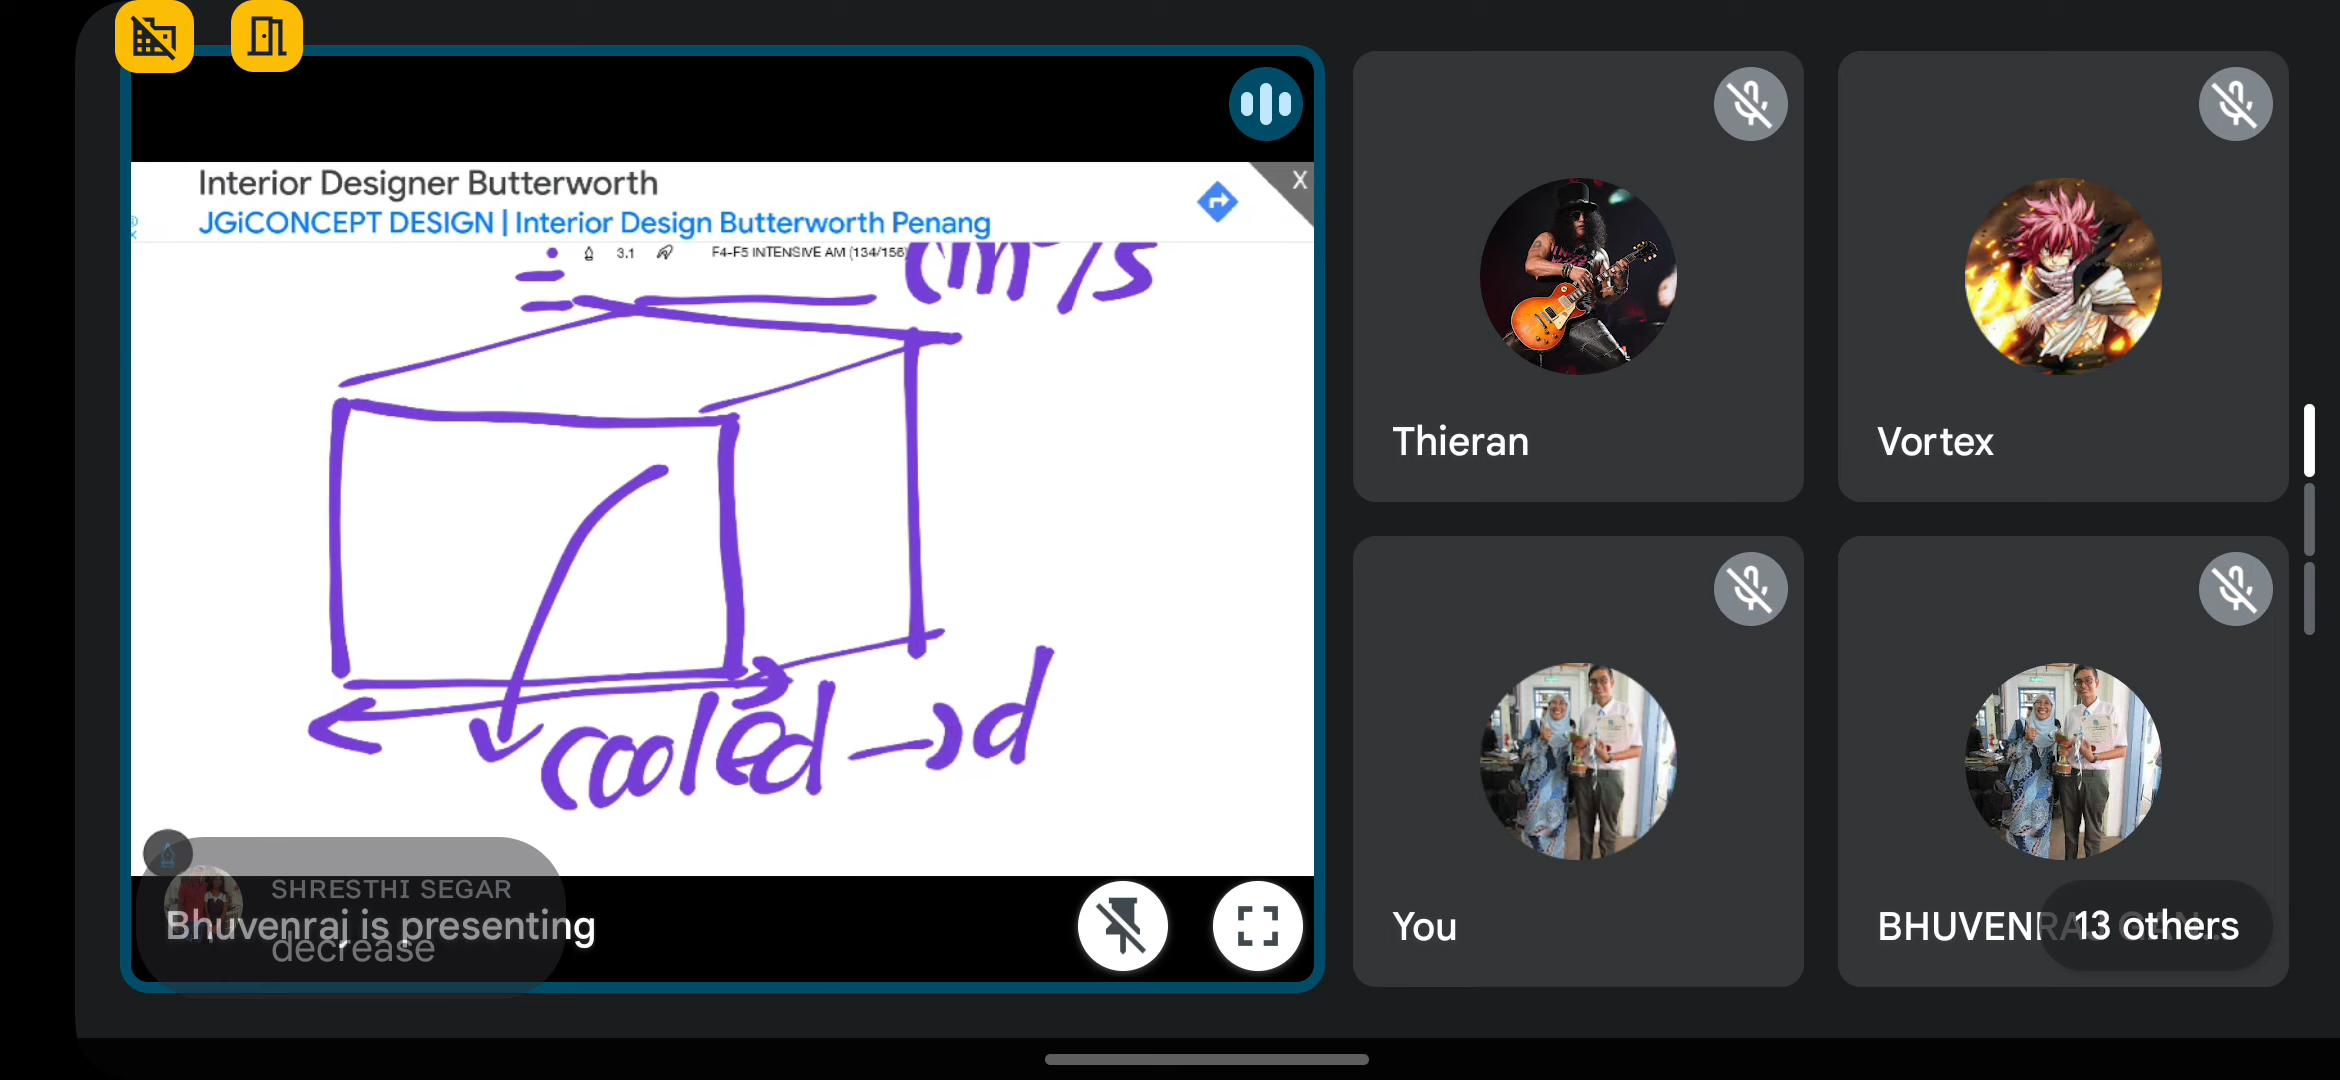 Interior Designer Butterworth
X
JGiCONCEPT DESIGN | Interior Design Butterworth Penang
3.1
F4-F5 INTENSIVE AM (134/156)
cm³/s
cooled → d
SHRESTHI SEGAR
Bhuvenraj is presenting
decrease
Thieran
Vortex
You
BHUVENRAJ
13 others